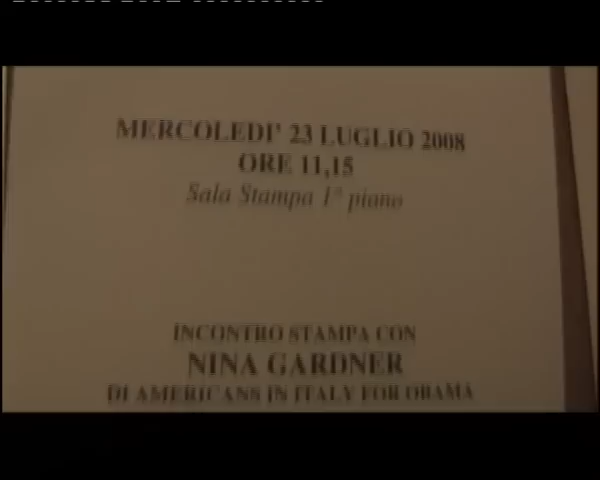 MERCOLEDI' 23 LUGLIO 2008
ORE 11,15
Sala Stampa 1° piano
INCONTRO STAMPA CON
NINA GARDNER
DI AMERICANS IN ITALY FOR OBAMA